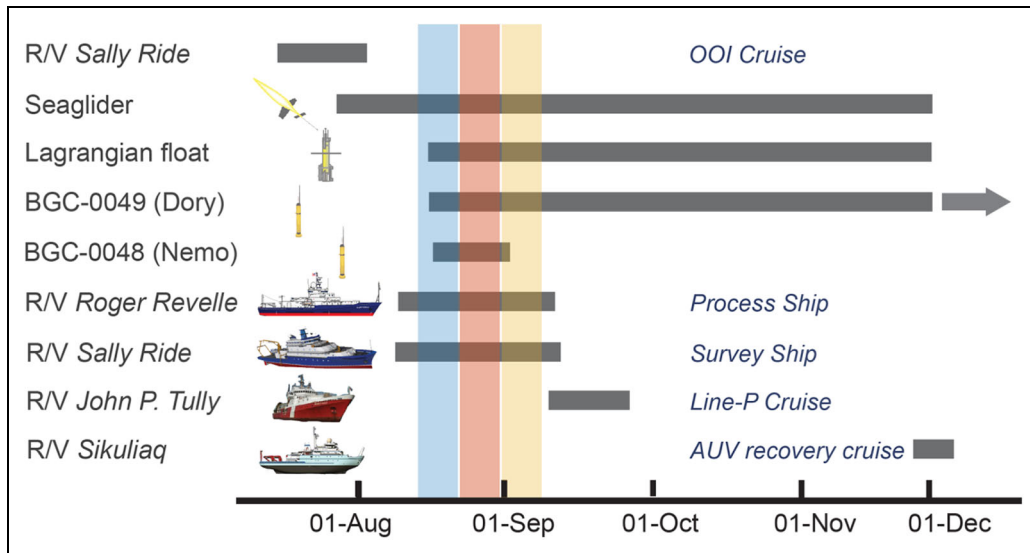 R/V Sally Ride OOI Cruise
Seaglider
Lagrangian float
BGC-0049 (Dory)
BGC-0048 (Nemo)
R/V Roger Revelle Process Ship
R/V Sally Ride Survey Ship
R/V John P. Tully Line-P Cruise
R/V Sikuliaq AUV recovery cruise
01-Aug 01-Sep 01-Oct 01-Nov 01-Dec